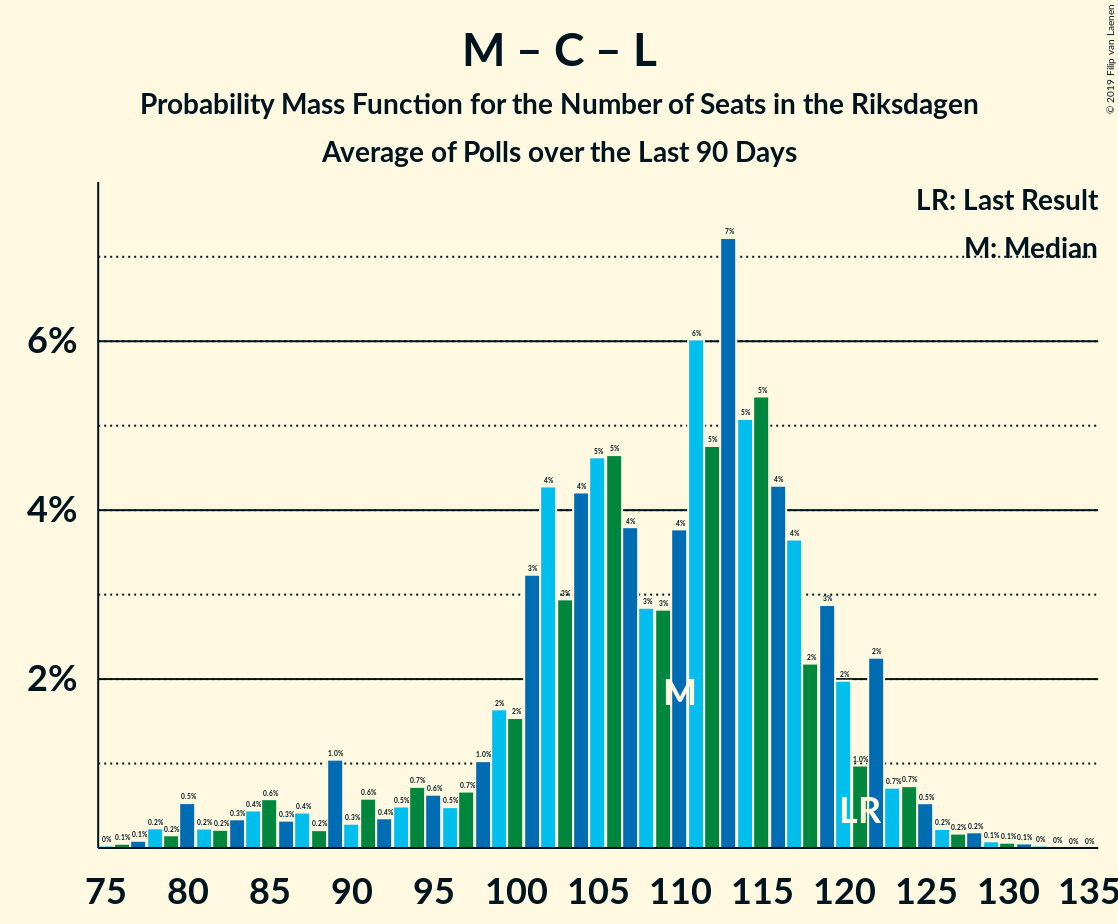 M – C – L
Probability Mass Function for the Number of Seats in the Riksdagen
Average of Polls over the Last 90 Days
© 2019 Filip van Laenen
LR: Last Result
M: Median
6%
4%
2%
0% 0.1% 0.1% 0.2% 0.2% 0.5% 0.2% 0.2% 0.3% 0.4% 0.6% 0.3% 0.4% 0.2% 1.0% 0.3% 0.6% 0.4% 0.5% 0.7% 0.6% 0.5% 0.7% 1.0% 2% 2% 3% 4% 3% 4% 5% 5% 4% 3% 3% 4% 6% 5% 7% 5% 5% 4% 4% 2% 3% 2% 1.0% 2% 0.7% 0.7% 0.5% 0.2% 0.2% 0.2% 0.1% 0.1% 0.1% 0% 0% 0% 0%
M
LR
75 80 85 90 95 100 105 110 115 120 125 130 135